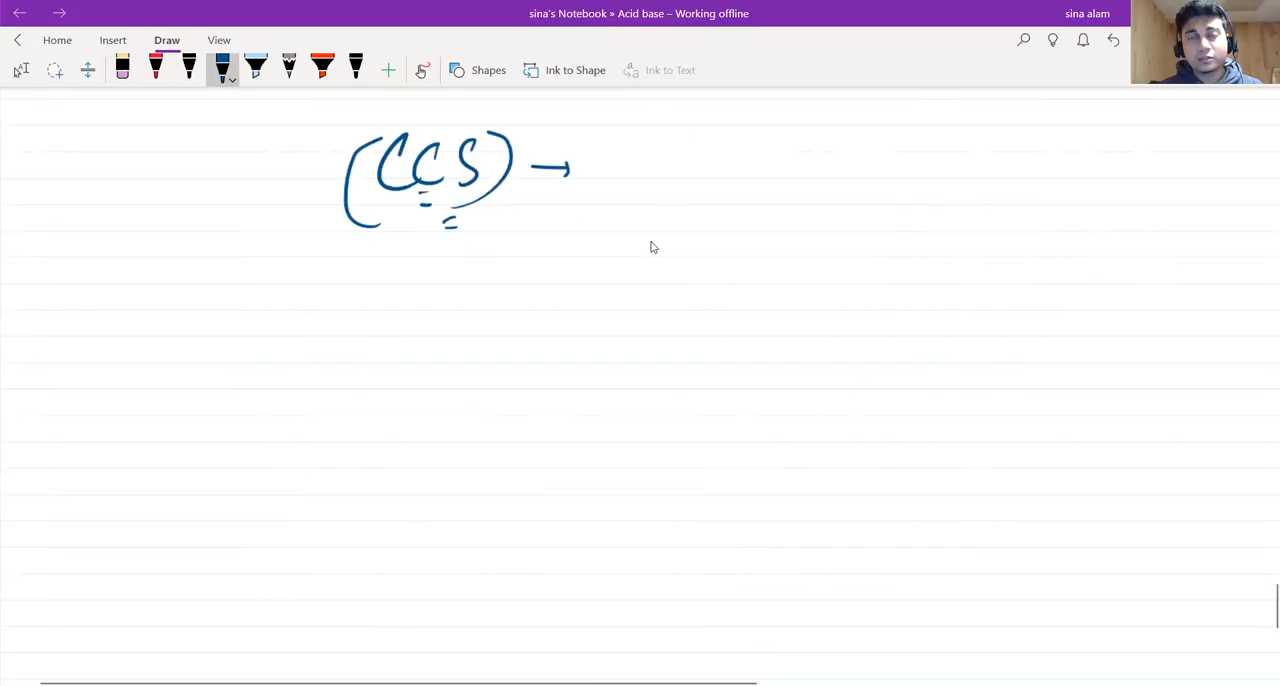 sina's Notebook » Acid base – Working offline
sina alam
Home Insert Draw View
Shapes Ink to Shape Ink to Text
(CCS) →